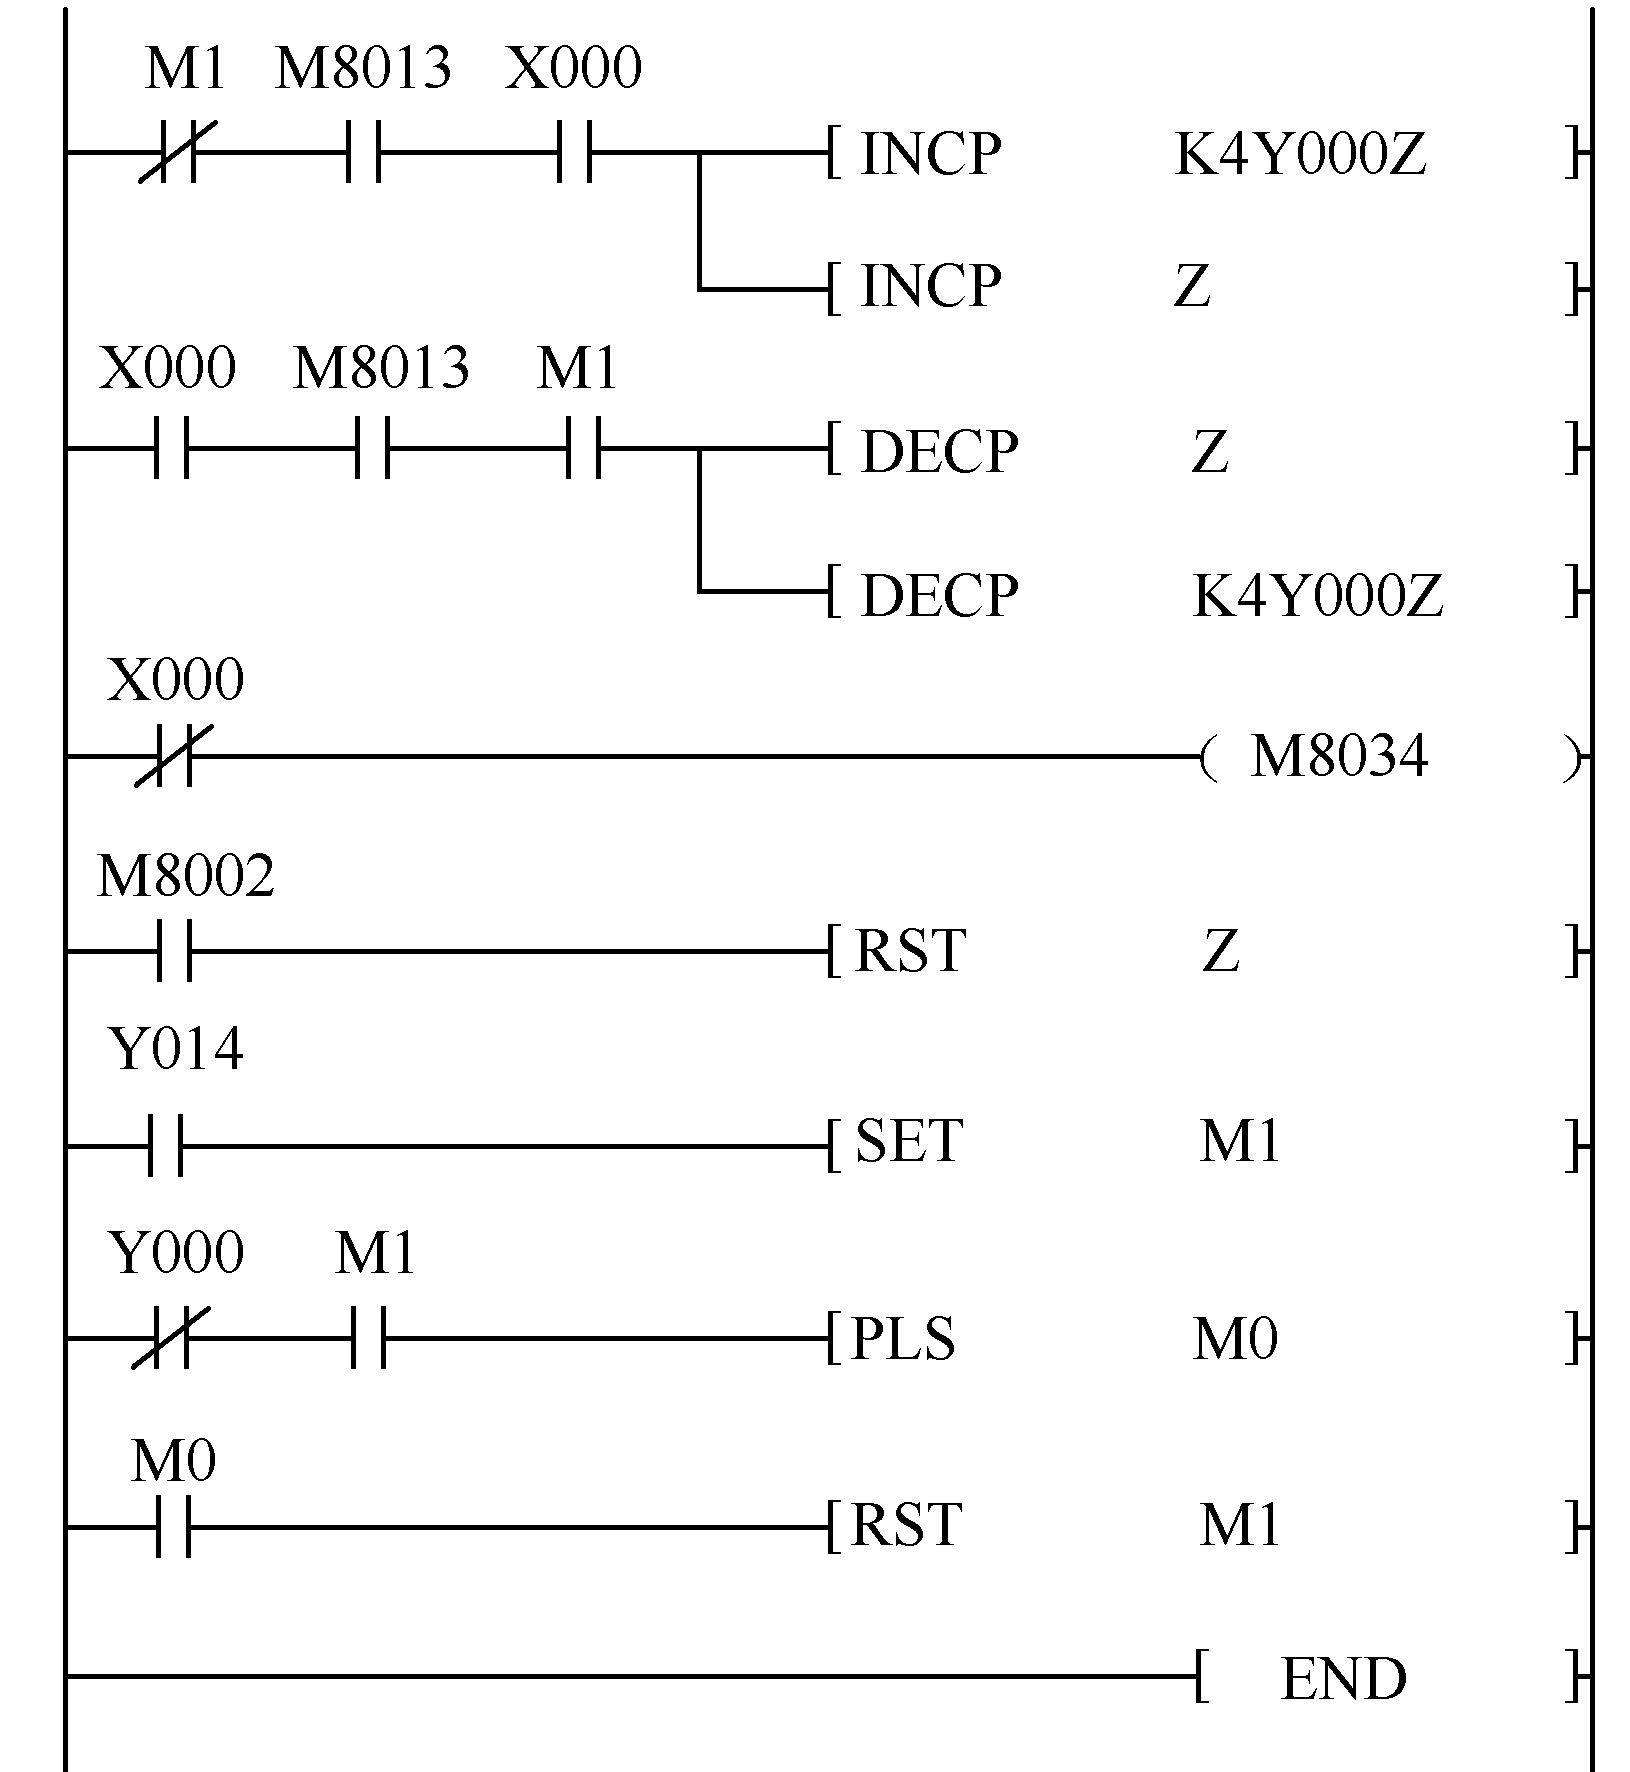 M1 M8013 X000
[ INCP K4Y000Z ]
[ INCP Z ]
X000 M8013 M1
[ DECP Z ]
[ DECP K4Y000Z ]
X000
( M8034 )
M8002
[ RST Z ]
Y014
[ SET M1 ]
Y000 M1
[ PLS M0 ]
M0
[ RST M1 ]
[ END ]